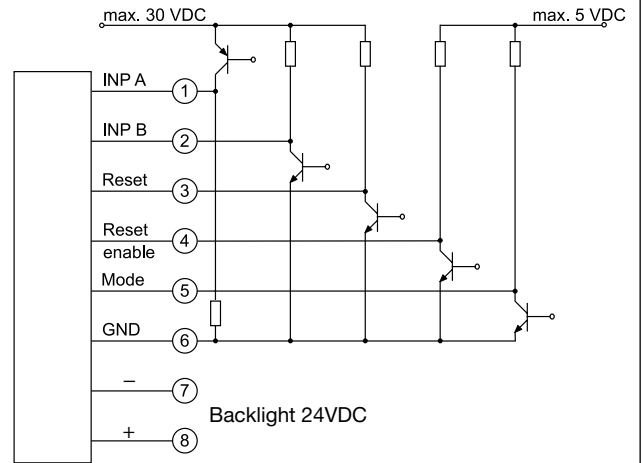 max. 30 VDC
max. 5 VDC
INP A
1
INP B
2
Reset
3
Reset
enable
4
Mode
5
GND
6
–
7
Backlight 24VDC
+
8